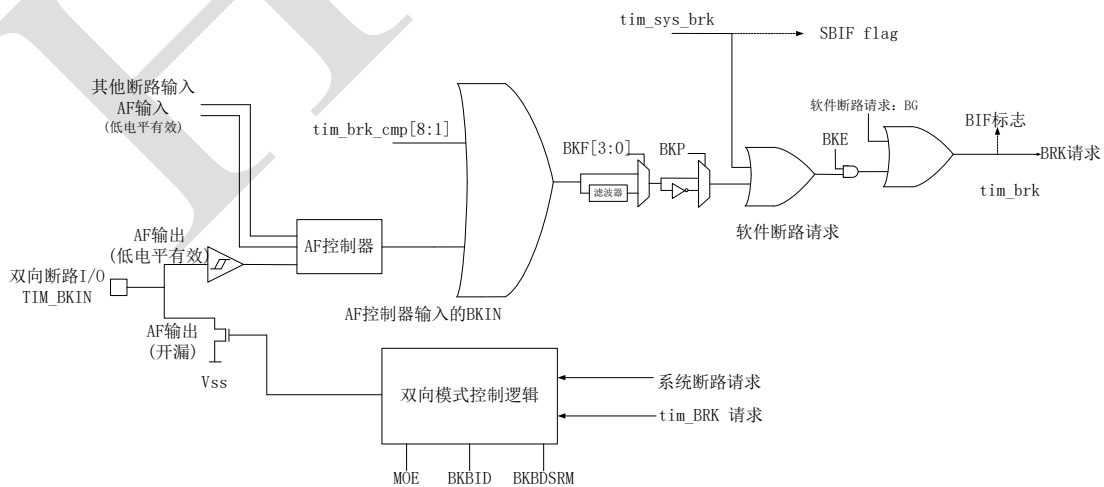 tim_sys_brk
SBIF flag
其他断路输入
AF输入
(低电平有效)
tim_brk_cmp[8:1]
软件断路请求：BG
BIF标志
BKF[3:0]
BKP
BKE
BRK请求
滤波器
tim_brk
AF输出
(低电平有效)
AF控制器
软件断路请求
双向断路I/O
TIM_BKIN
AF控制器输入的BKIN
AF输出
(开漏)
Vss
双向模式控制逻辑
系统断路请求
tim_BRK 请求
MOE
BKBID
BKBDSRM